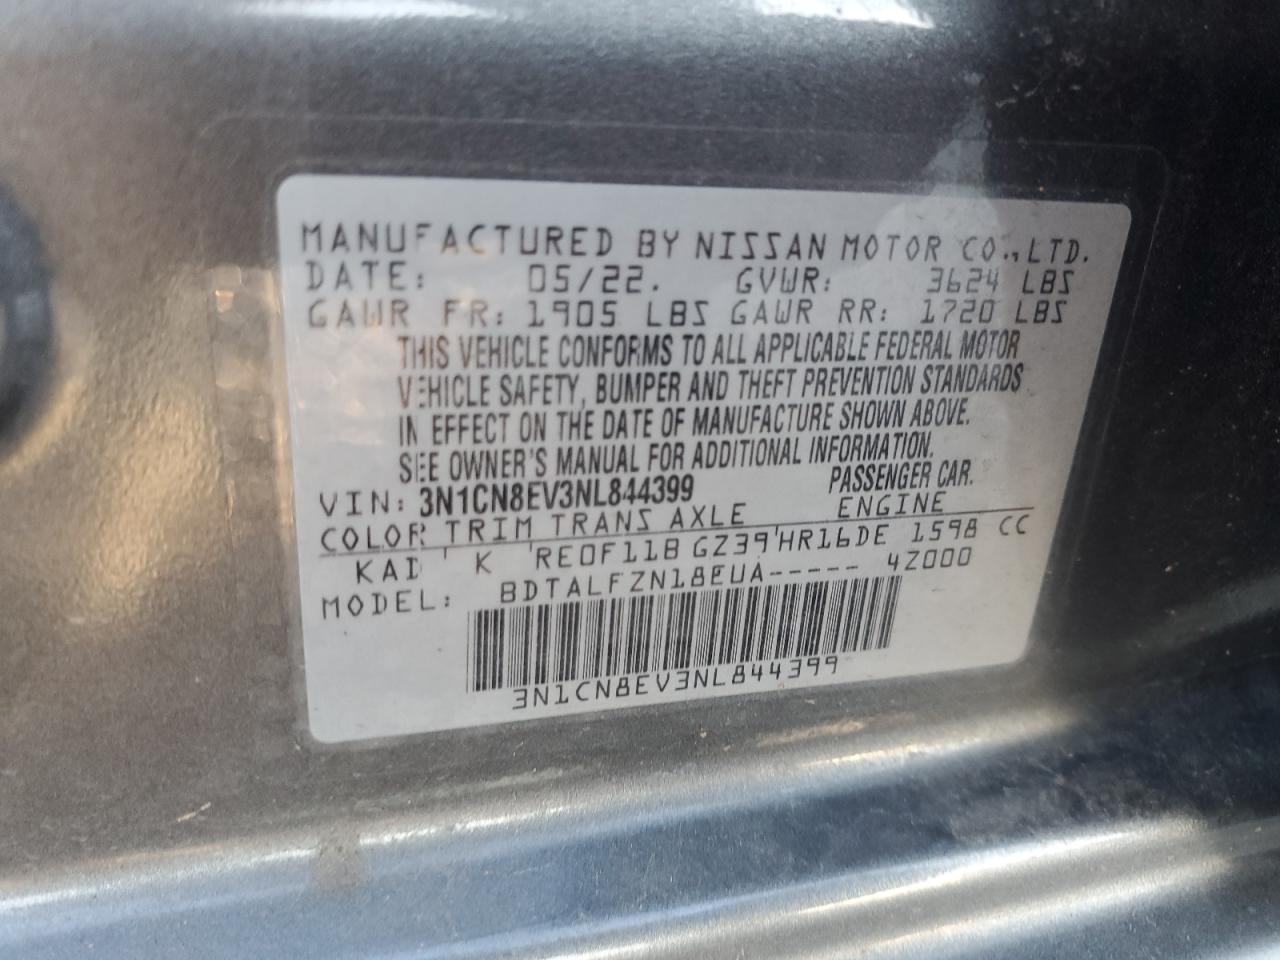 MANUFACTURED BY NISSAN MOTOR CO.,LTD.
DATE: 05/22. GVWR: 3624 LBS
GAWR FR: 1905 LBS GAWR RR: 1720 LBS
THIS VEHICLE CONFORMS TO ALL APPLICABLE FEDERAL MOTOR
VEHICLE SAFETY, BUMPER AND THEFT PREVENTION STANDARDS
IN EFFECT ON THE DATE OF MANUFACTURE SHOWN ABOVE.
SEE OWNER'S MANUAL FOR ADDITIONAL INFORMATION.
VIN: 3N1CN8EV3NL844399 PASSENGER CAR.
COLOR TRIM TRANS AXLE ENGINE
KAD ' K 'RE0F11B GZ39'HR16DE 1598 CC
MODEL: BDTALFZN18EUA----- 4Z000
3N1CN8EV3NL844399